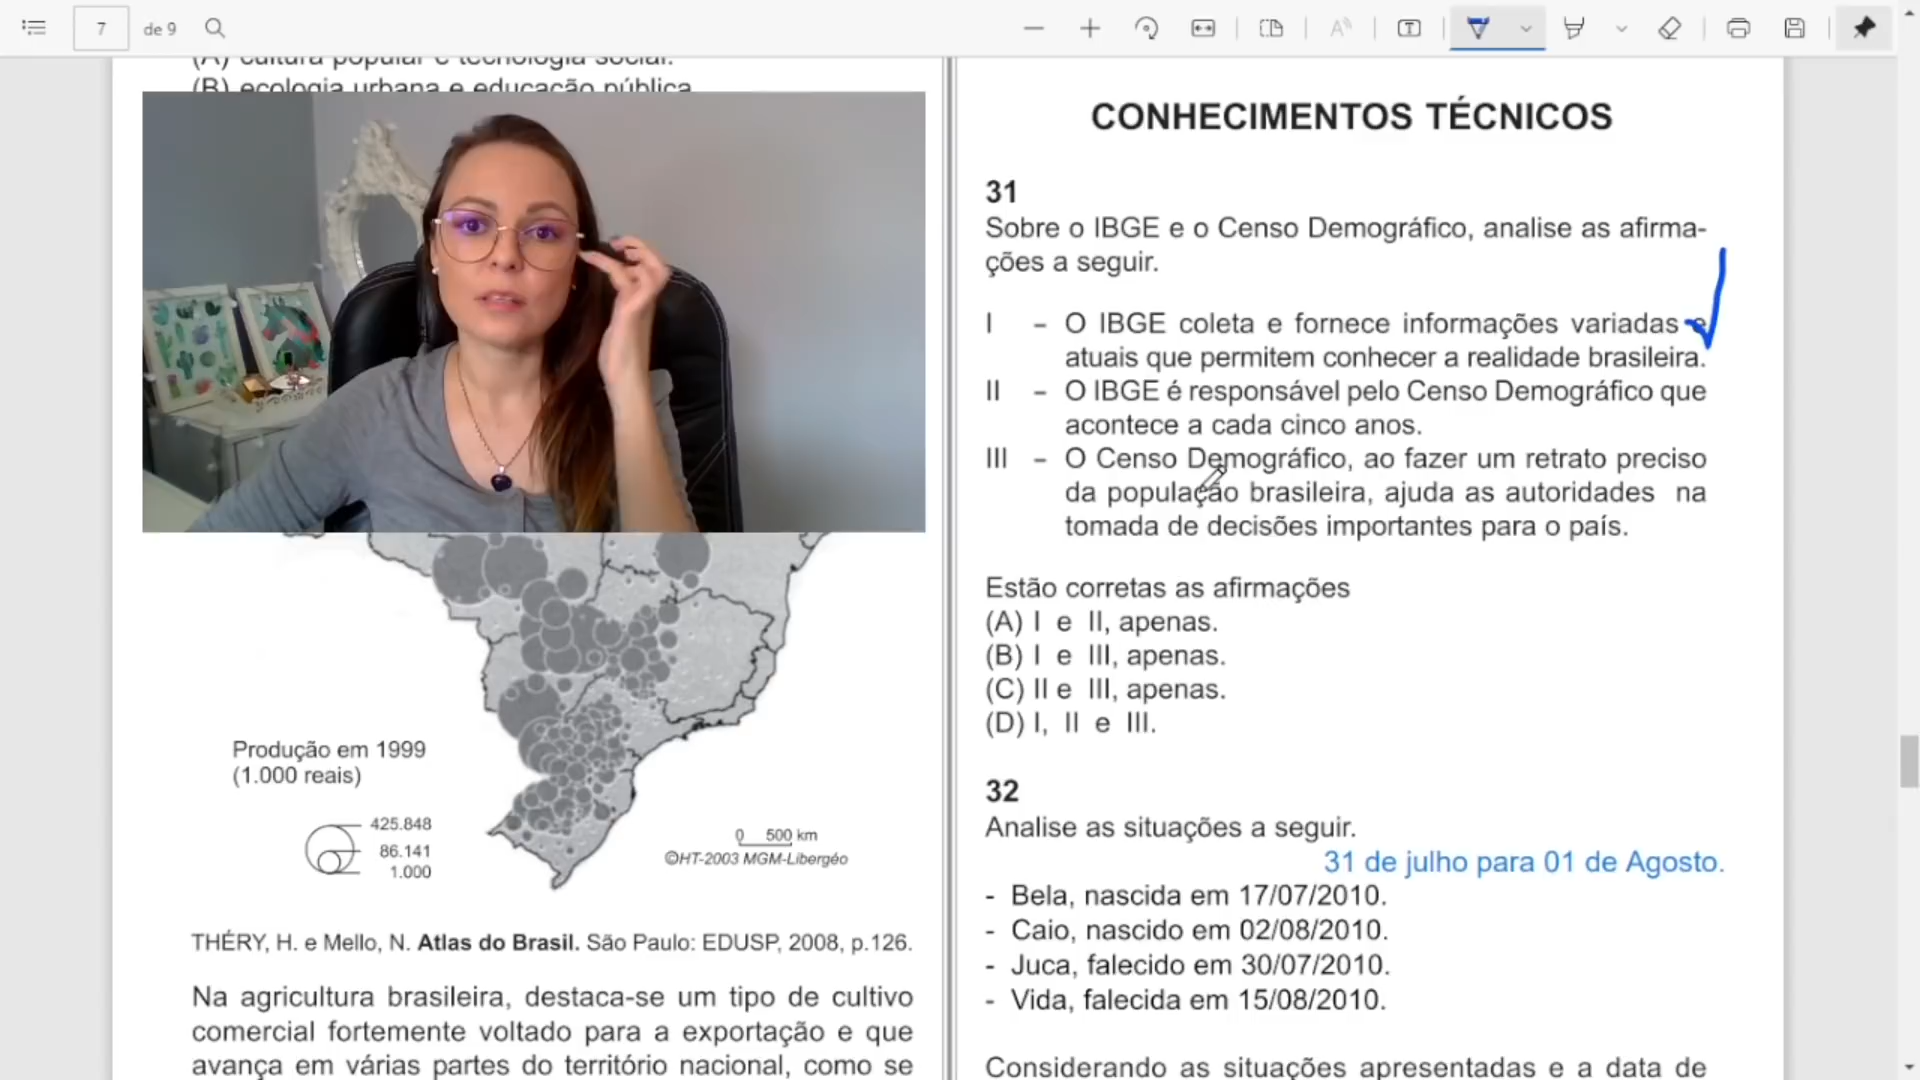 7
de 9
(A) cultura popular e tecnologia social.
(B) ecologia urbana e educação pública
Produção em 1999
(1.000 reais)
425.848
86.141
1.000
0 500 km
©HT-2003 MGM-Libergéo
THÉRY, H. e Mello, N. Atlas do Brasil. São Paulo: EDUSP, 2008, p.126.
Na agricultura brasileira, destaca-se um tipo de cultivo
comercial fortemente voltado para a exportação e que
avança em várias partes do território nacional, como se
CONHECIMENTOS TÉCNICOS
31
Sobre o IBGE e o Censo Demográfico, analise as afirma-
ções a seguir.
I – O IBGE coleta e fornece informações variadas e
atuais que permitem conhecer a realidade brasileira.
II – O IBGE é responsável pelo Censo Demográfico que
acontece a cada cinco anos.
III – O Censo Demográfico, ao fazer um retrato preciso
da população brasileira, ajuda as autoridades na
tomada de decisões importantes para o país.
Estão corretas as afirmações
(A) I e II, apenas.
(B) I e III, apenas.
(C) II e III, apenas.
(D) I, II e III.
32
Analise as situações a seguir.
31 de julho para 01 de Agosto.
- Bela, nascida em 17/07/2010.
- Caio, nascido em 02/08/2010.
- Juca, falecido em 30/07/2010.
- Vida, falecida em 15/08/2010.
Considerando as situações apresentadas e a data de